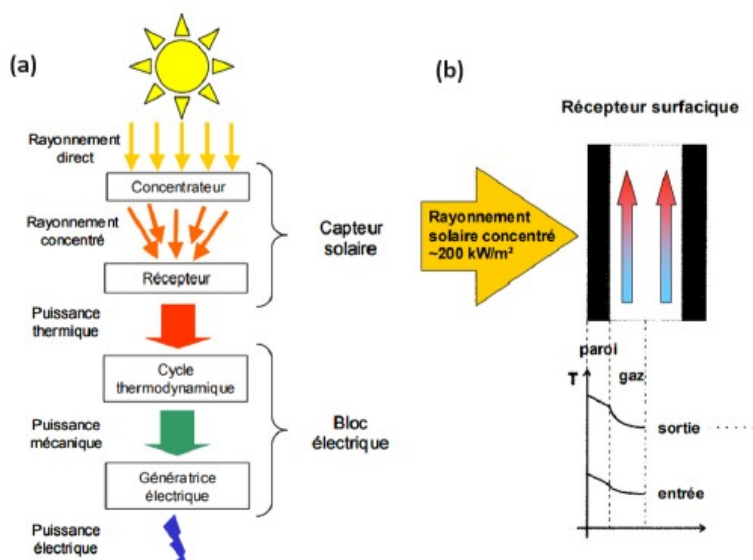 (a)
Rayonnement
direct
Concentrateur
Rayonnement
concentré
Récepteur
Capteur
solaire
Puissance
thermique
Cycle
thermodynamique
Puissance
mécanique
Bloc
électrique
Génératrice
électrique
Puissance
électrique
(b)
Récepteur surfacique
Rayonnement
solaire concentré
~200 kW/m²
paroi
T
gaz
sortie
entrée